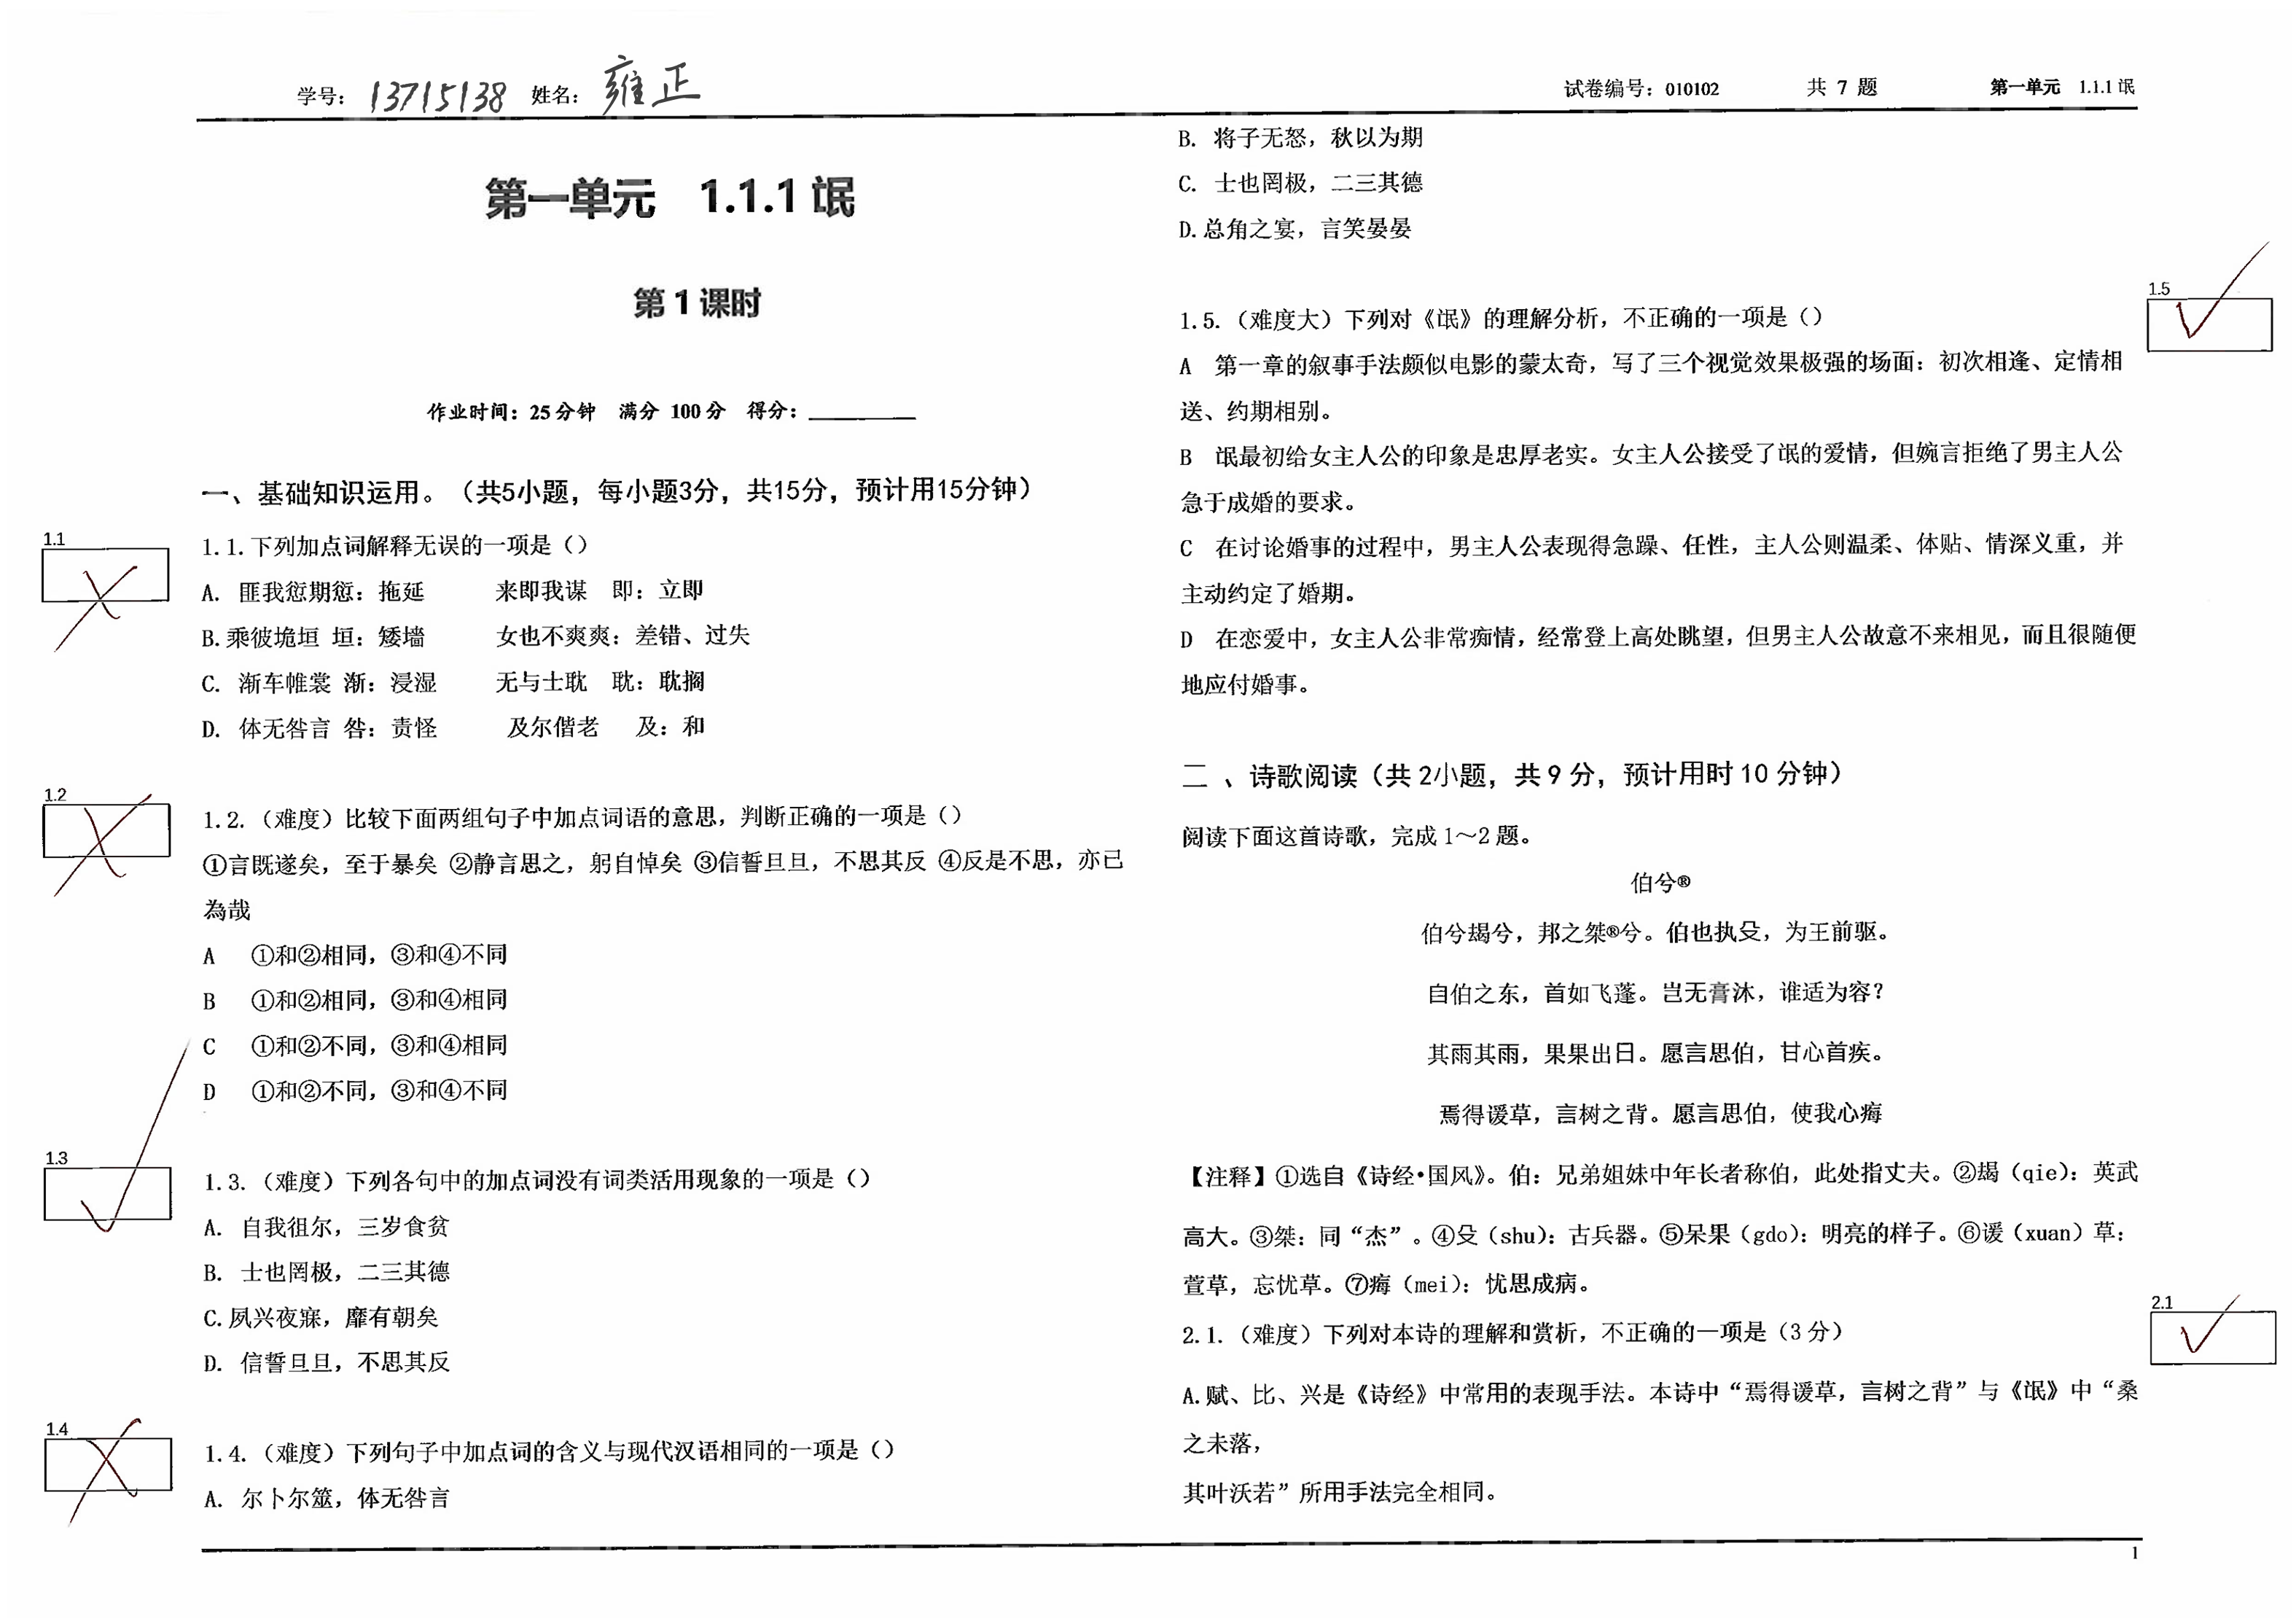 学号：13715138 姓名：雍正
试卷编号：010102 共 7 题 第一单元 1.1.1 氓
第一单元 1.1.1 氓
第 1 课时
作业时间：25 分钟 满分 100 分 得分：
一、基础知识运用。（共5小题，每小题3分，共15分，预计用15分钟）
1.1
1.1.下列加点词解释无误的一项是（）
A. 匪我愆期愆：拖延 来即我谋 即：立即
B.乘彼垝垣 垣：矮墙 女也不爽爽：差错、过失
C. 渐车帷裳 渐：浸湿 无与士耽 耽：耽搁
D. 体无咎言 咎：责怪 及尔偕老 及：和
1.2
1.2.（难度）比较下面两组句子中加点词语的意思，判断正确的一项是（）
①言既遂矣，至于暴矣 ②静言思之，躬自悼矣 ③信誓旦旦，不思其反 ④反是不思，亦已
為哉
A ①和②相同，③和④不同
B ①和②相同，③和④相同
C ①和②不同，③和④相同
D ①和②不同，③和④不同
1.3
1.3.（难度）下列各句中的加点词没有词类活用现象的一项是（）
A. 自我徂尔，三岁食贫
B. 士也罔极，二三其德
C.夙兴夜寐，靡有朝矣
D. 信誓旦旦，不思其反
1.4
1.4.（难度）下列句子中加点词的含义与现代汉语相同的一项是（）
A. 尔卜尔筮，体无咎言
B. 将子无怒，秋以为期
C. 士也罔极，二三其德
D.总角之宴，言笑晏晏
1.5
1.5.（难度大）下列对《氓》的理解分析，不正确的一项是（）
A 第一章的叙事手法颇似电影的蒙太奇，写了三个视觉效果极强的场面：初次相逢、定情相
送、约期相别。
B 氓最初给女主人公的印象是忠厚老实。女主人公接受了氓的爱情，但婉言拒绝了男主人公
急于成婚的要求。
C 在讨论婚事的过程中，男主人公表现得急躁、任性，主人公则温柔、体贴、情深义重，并
主动约定了婚期。
D 在恋爱中，女主人公非常痴情，经常登上高处眺望，但男主人公故意不来相见，而且很随便
地应付婚事。
二 、诗歌阅读（共 2小题，共 9 分，预计用时 10 分钟）
阅读下面这首诗歌，完成 1～2 题。
伯兮®
伯兮朅兮，邦之桀®兮。伯也执殳，为王前驱。
自伯之东，首如飞蓬。岂无膏沐，谁适为容？
其雨其雨，果果出日。愿言思伯，甘心首疾。
焉得谖草，言树之背。愿言思伯，使我心痗
【注释】①选自《诗经•国风》。伯：兄弟姐妹中年长者称伯，此处指丈夫。②朅（qie）：英武
高大。③桀：同“杰”。④殳（shu）：古兵器。⑤呆果（gdo）：明亮的样子。⑥谖（xuan）草：
萱草，忘忧草。⑦痗（mei）：忧思成病。
2.1
2.1.（难度）下列对本诗的理解和赏析，不正确的一项是（3 分）
A.赋、比、兴是《诗经》中常用的表现手法。本诗中“焉得谖草，言树之背”与《氓》中“桑
之未落，
其叶沃若”所用手法完全相同。
1